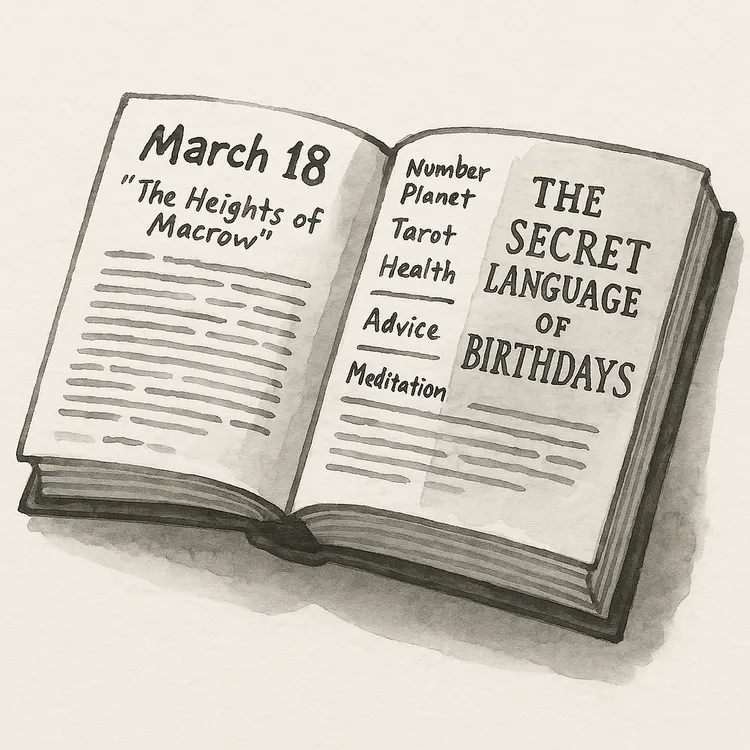 March 18
"The Heights of
Macrow"
Number
Planet
Tarot
Health
Advice
Meditation
THE
SECRET
LANGUAGE
OF
BIRTHDAYS